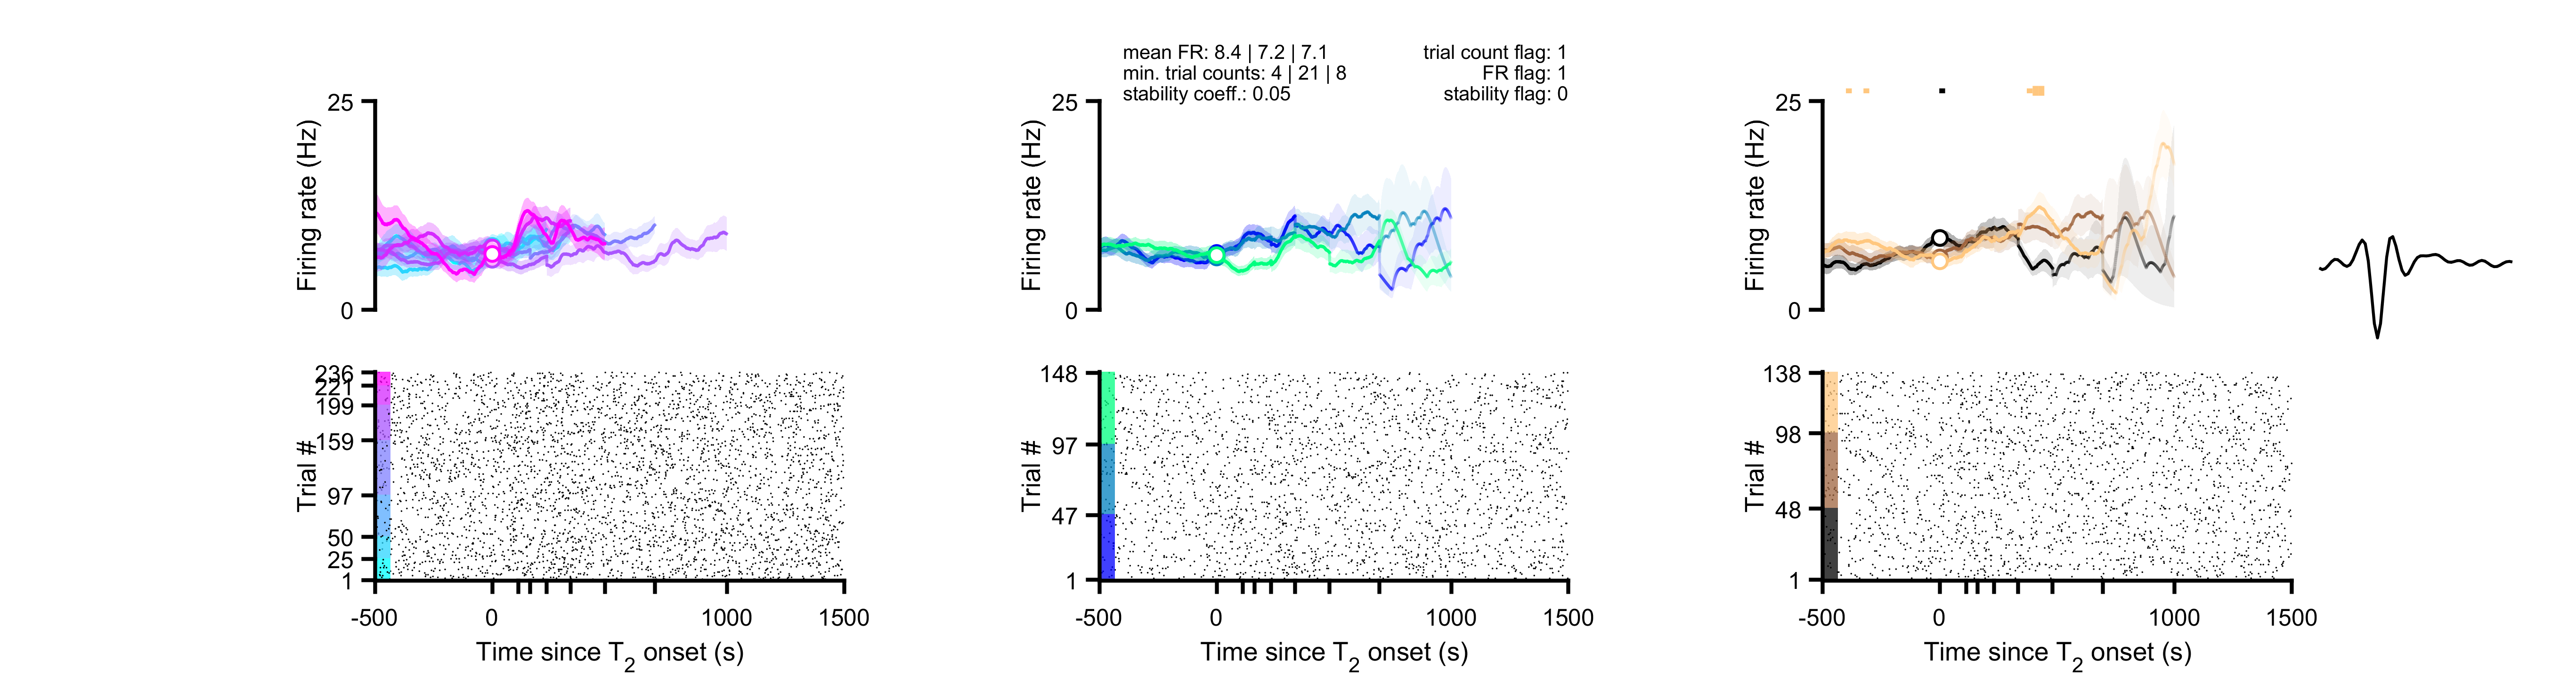 mean FR: 8.4 | 7.2 | 7.1
min. trial counts: 4 | 21 | 8
stability coeff.: 0.05
trial count flag: 1
FR flag: 1
stability flag: 0
25
Firing rate (Hz)
0
25
Firing rate (Hz)
0
25
Firing rate (Hz)
0
236
221
199
159
97
50
25
1
Trial #
-500
0
1000
1500
Time since T2 onset (s)
148
97
47
1
Trial #
-500
0
1000
1500
Time since T2 onset (s)
138
98
48
1
Trial #
-500
0
1000
1500
Time since T2 onset (s)